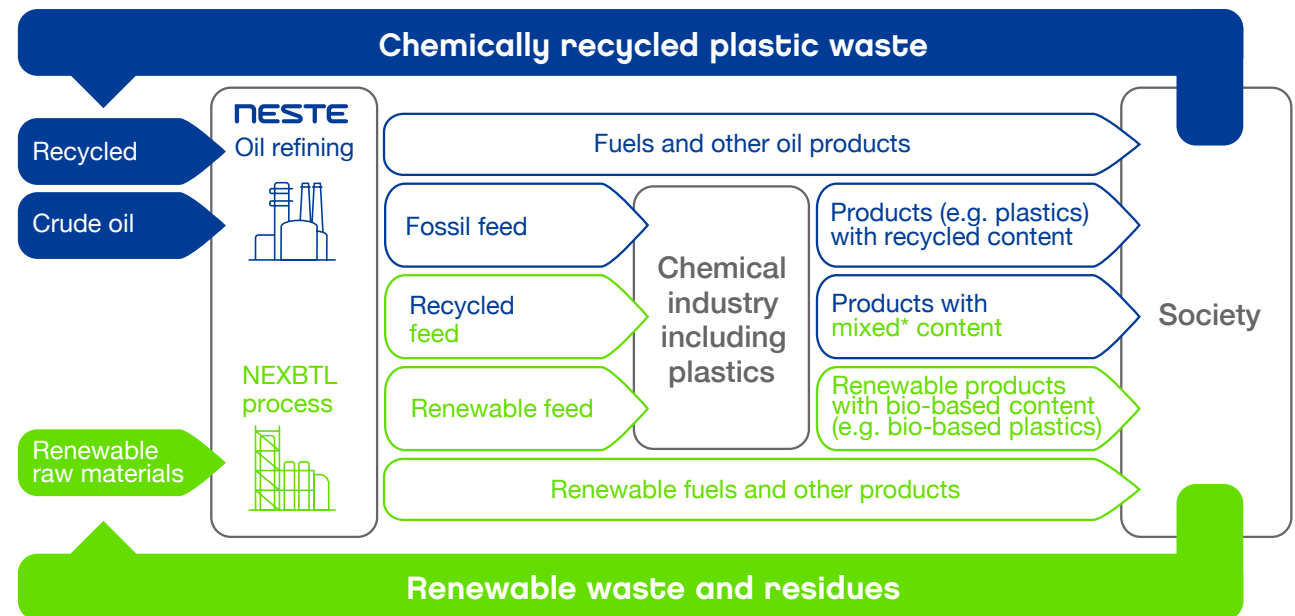 Chemically recycled plastic waste
Recycled
Crude oil
NESTE
Oil refining
Fuels and other oil products
Fossil feed
Products (e.g. plastics)
with recycled content
Chemical
industry
including
plastics
Recycled
feed
Products with
mixed* content
Society
NEXBTL
process
Renewable feed
Renewable products
with bio-based content
(e.g. bio-based plastics)
Renewable
raw materials
Renewable fuels and other products
Renewable waste and residues